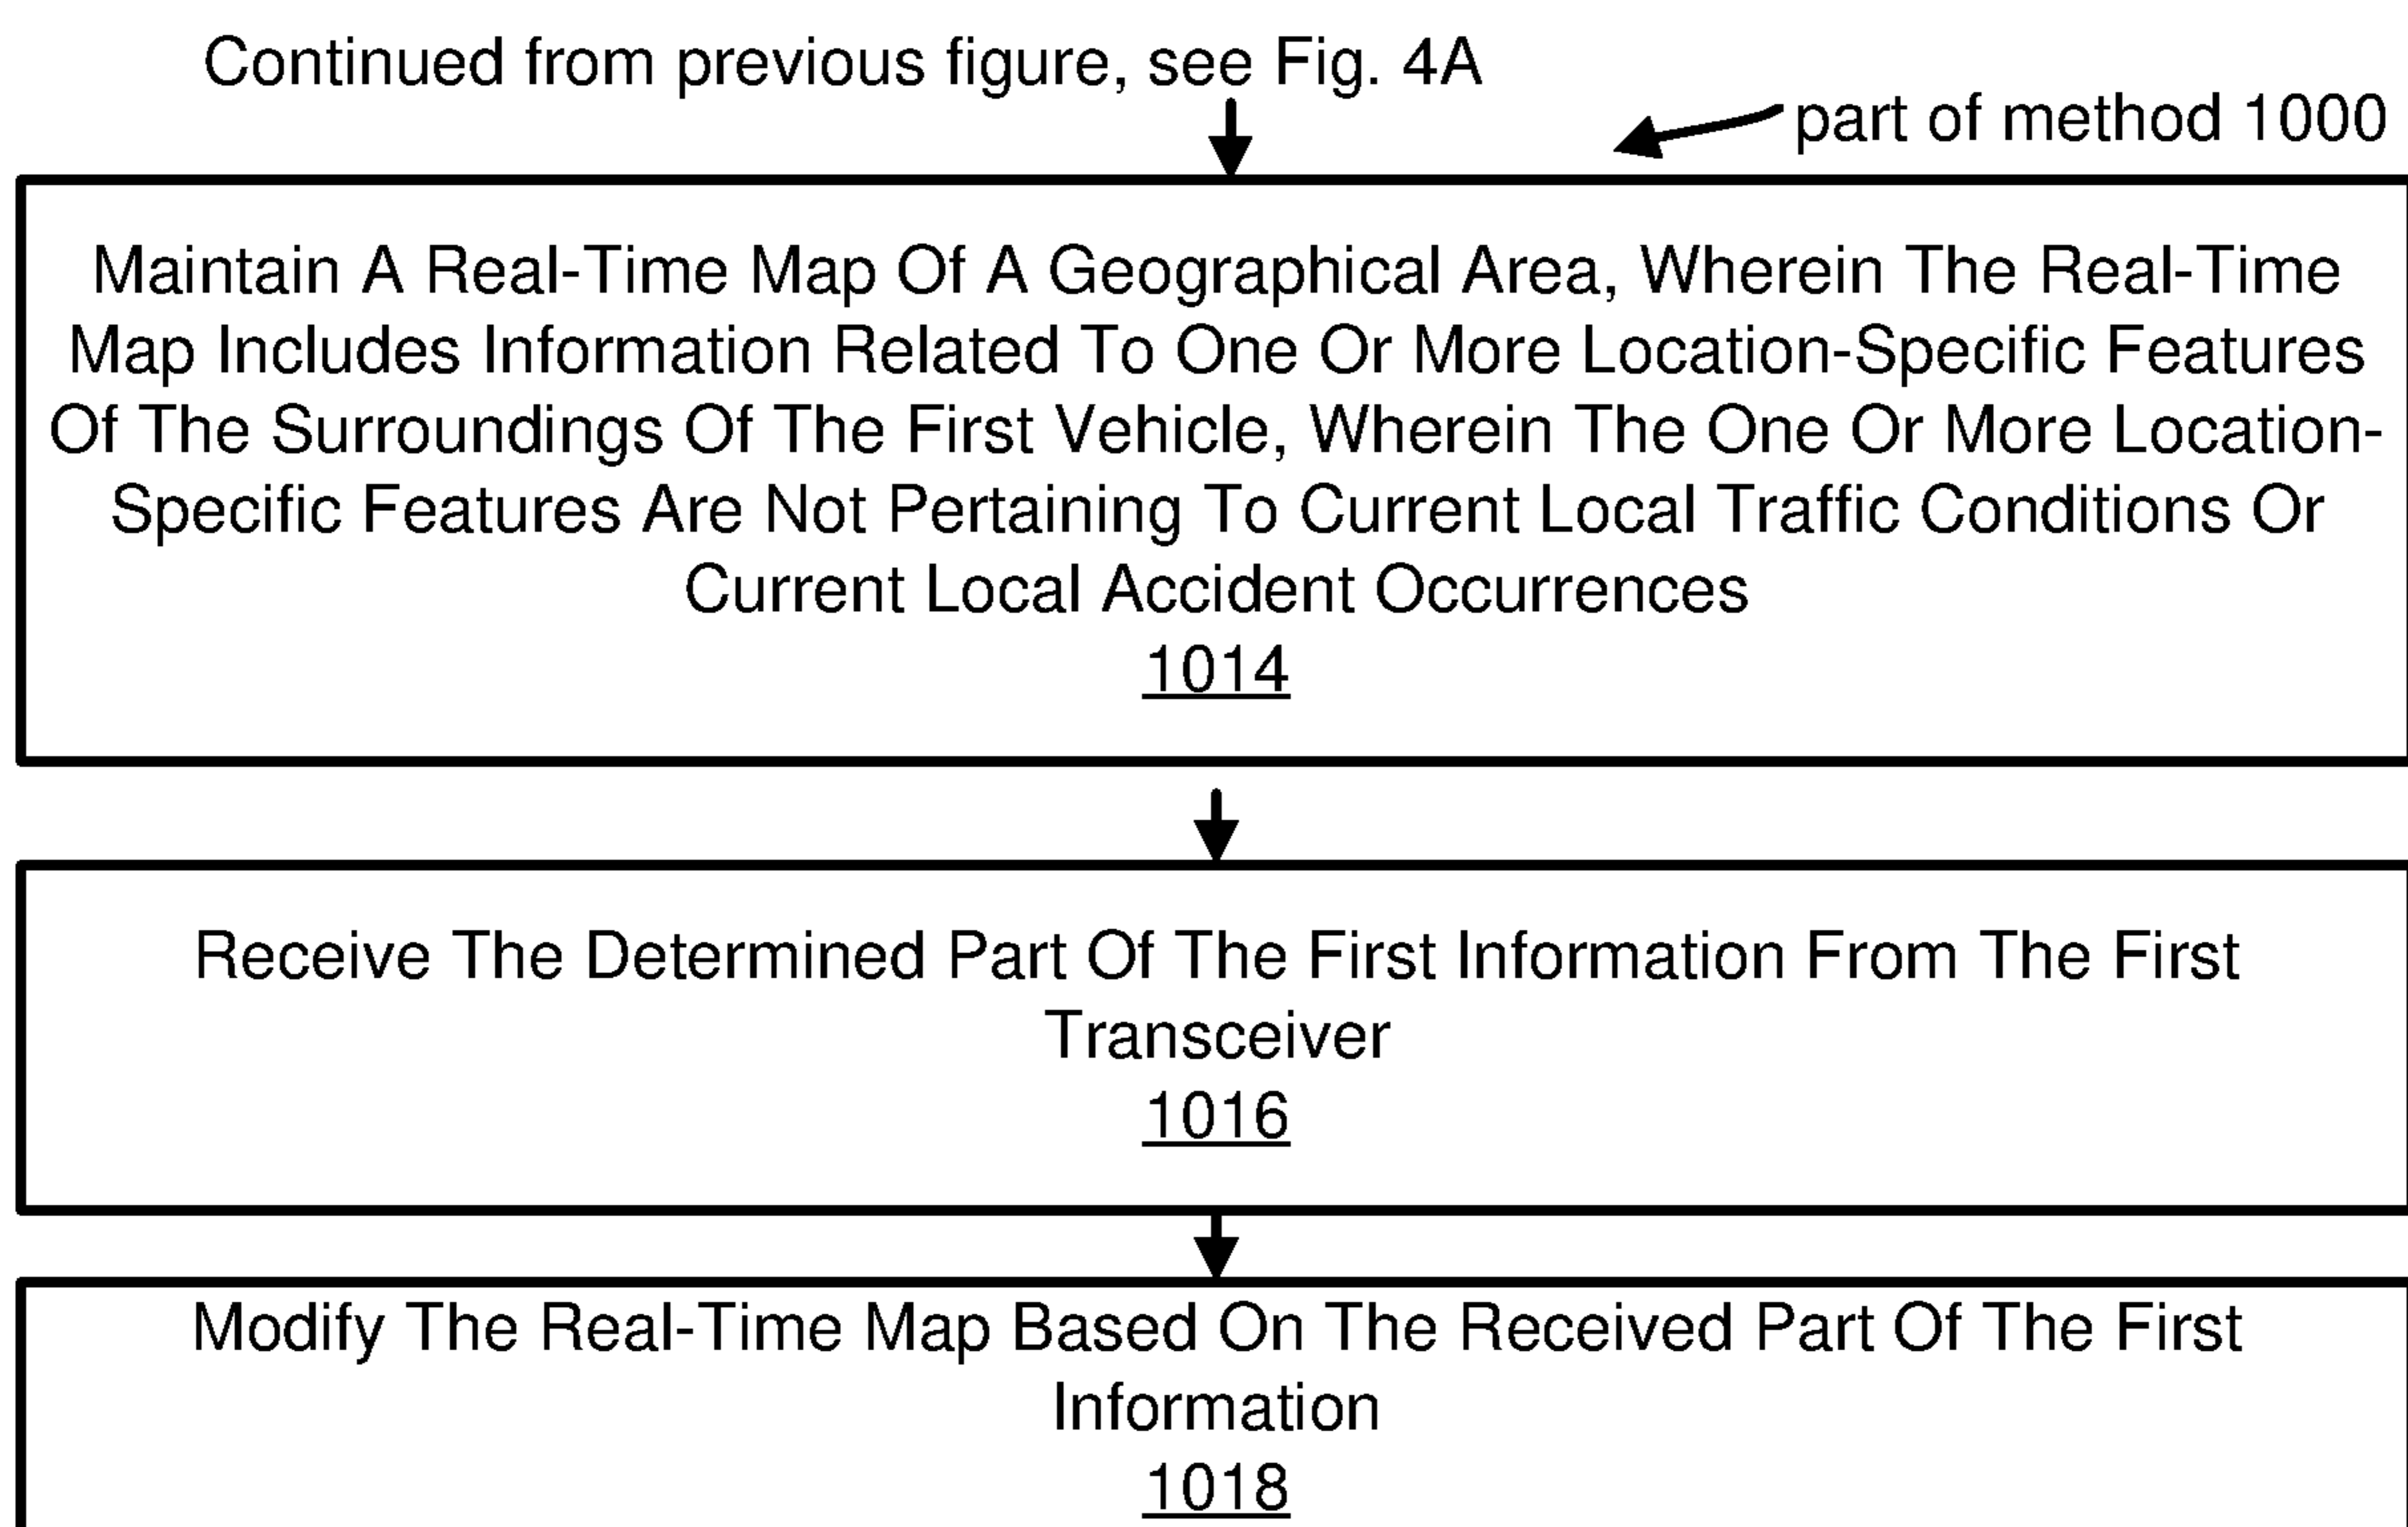 Continued from previous figure, see Fig. 4A
part of method 1000
Maintain A Real-Time Map Of A Geographical Area, Wherein The Real-Time
Map Includes Information Related To One Or More Location-Specific Features
Of The Surroundings Of The First Vehicle, Wherein The One Or More Location-
Specific Features Are Not Pertaining To Current Local Traffic Conditions Or
Current Local Accident Occurrences
1014
Receive The Determined Part Of The First Information From The First
Transceiver
1016
Modify The Real-Time Map Based On The Received Part Of The First
Information
1018